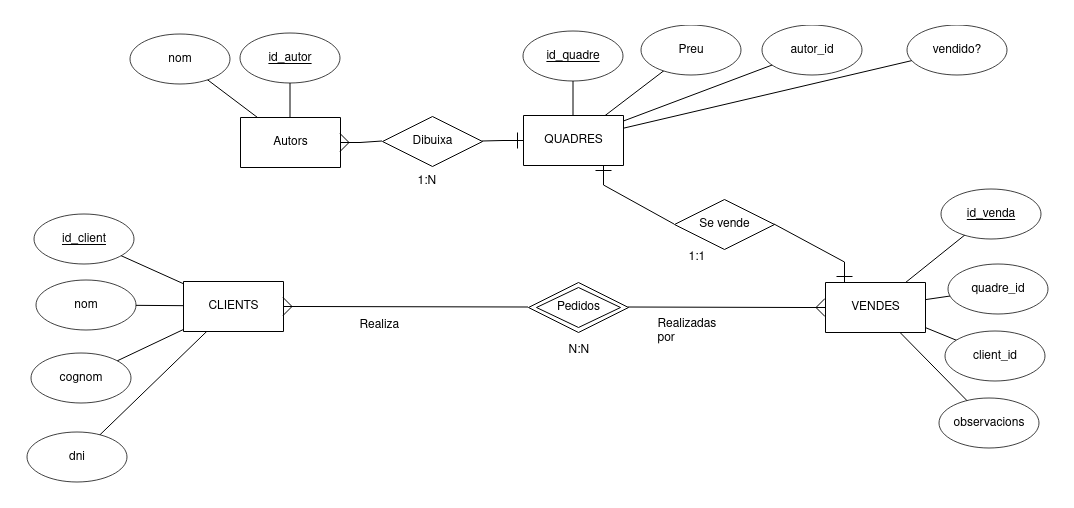 nom
id_autor
id_quadre
Preu
autor_id
vendido?
Autors
Dibuixa
QUADRES
1:N
Se vende
1:1
id_venda
id_client
quadre_id
nom
CLIENTS
Pedidos
VENDES
Realiza
Realizadas
por
N:N
client_id
cognom
observacions
dni